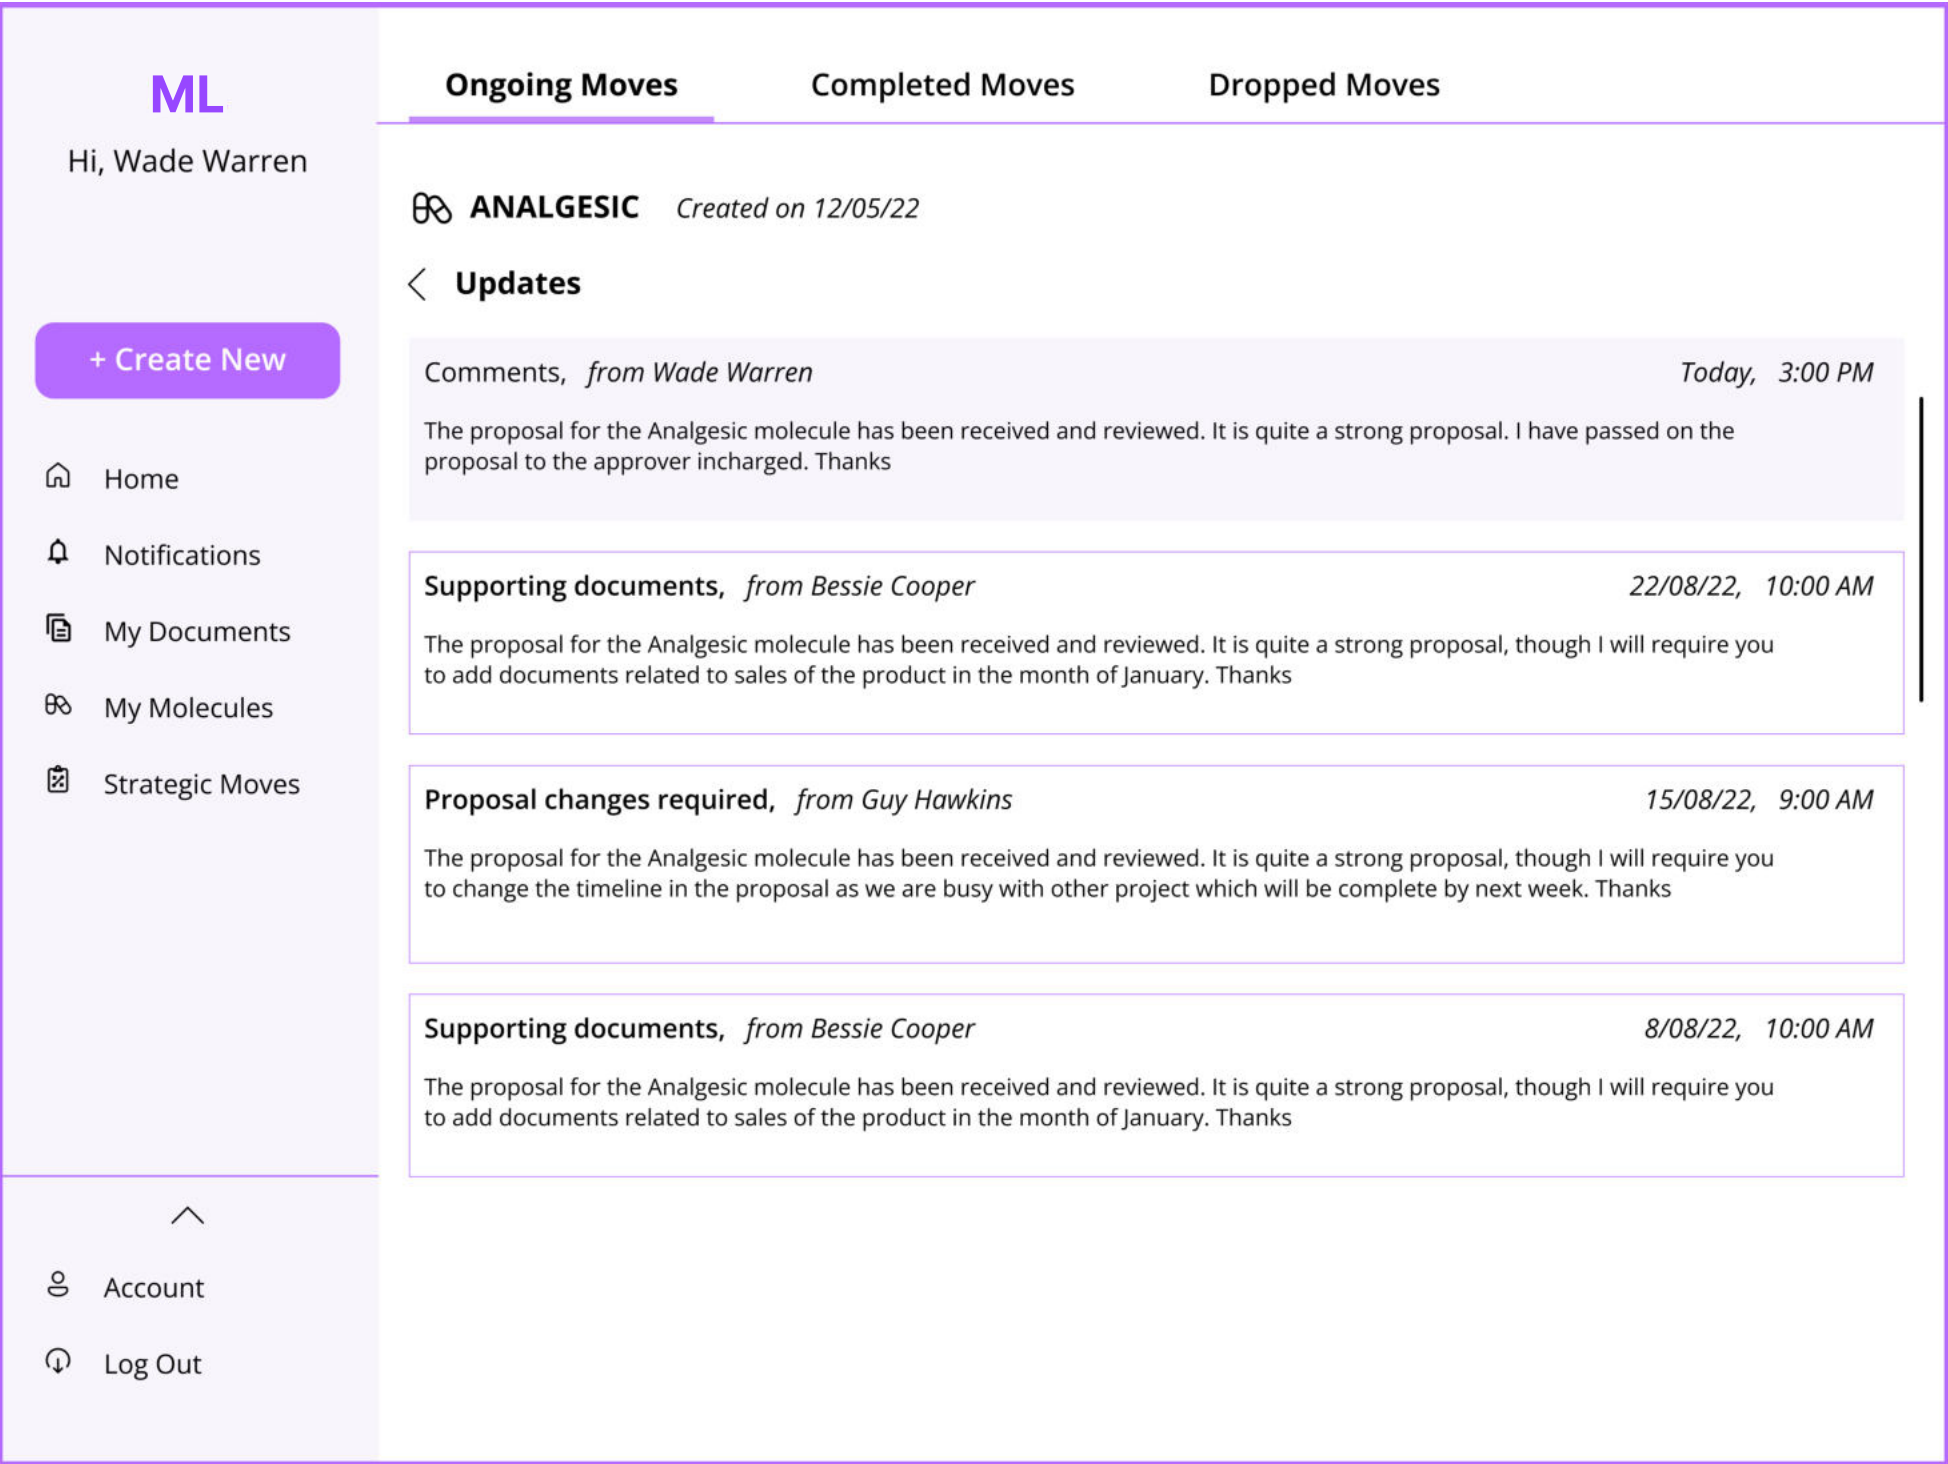 ML
Hi, Wade Warren
+ Create New
Home
Notifications
My Documents
My Molecules
Strategic Moves
Account
Log Out
Ongoing Moves Completed Moves Dropped Moves
ANALGESIC Created on 12/05/22
Updates
Comments, from Wade Warren Today, 3:00 PM
The proposal for the Analgesic molecule has been received and reviewed. It is quite a strong proposal. I have passed on the
proposal to the approver incharged. Thanks
Supporting documents, from Bessie Cooper 22/08/22, 10:00 AM
The proposal for the Analgesic molecule has been received and reviewed. It is quite a strong proposal, though I will require you
to add documents related to sales of the product in the month of January. Thanks
Proposal changes required, from Guy Hawkins 15/08/22, 9:00 AM
The proposal for the Analgesic molecule has been received and reviewed. It is quite a strong proposal, though I will require you
to change the timeline in the proposal as we are busy with other project which will be complete by next week. Thanks
Supporting documents, from Bessie Cooper 8/08/22, 10:00 AM
The proposal for the Analgesic molecule has been received and reviewed. It is quite a strong proposal, though I will require you
to add documents related to sales of the product in the month of January. Thanks